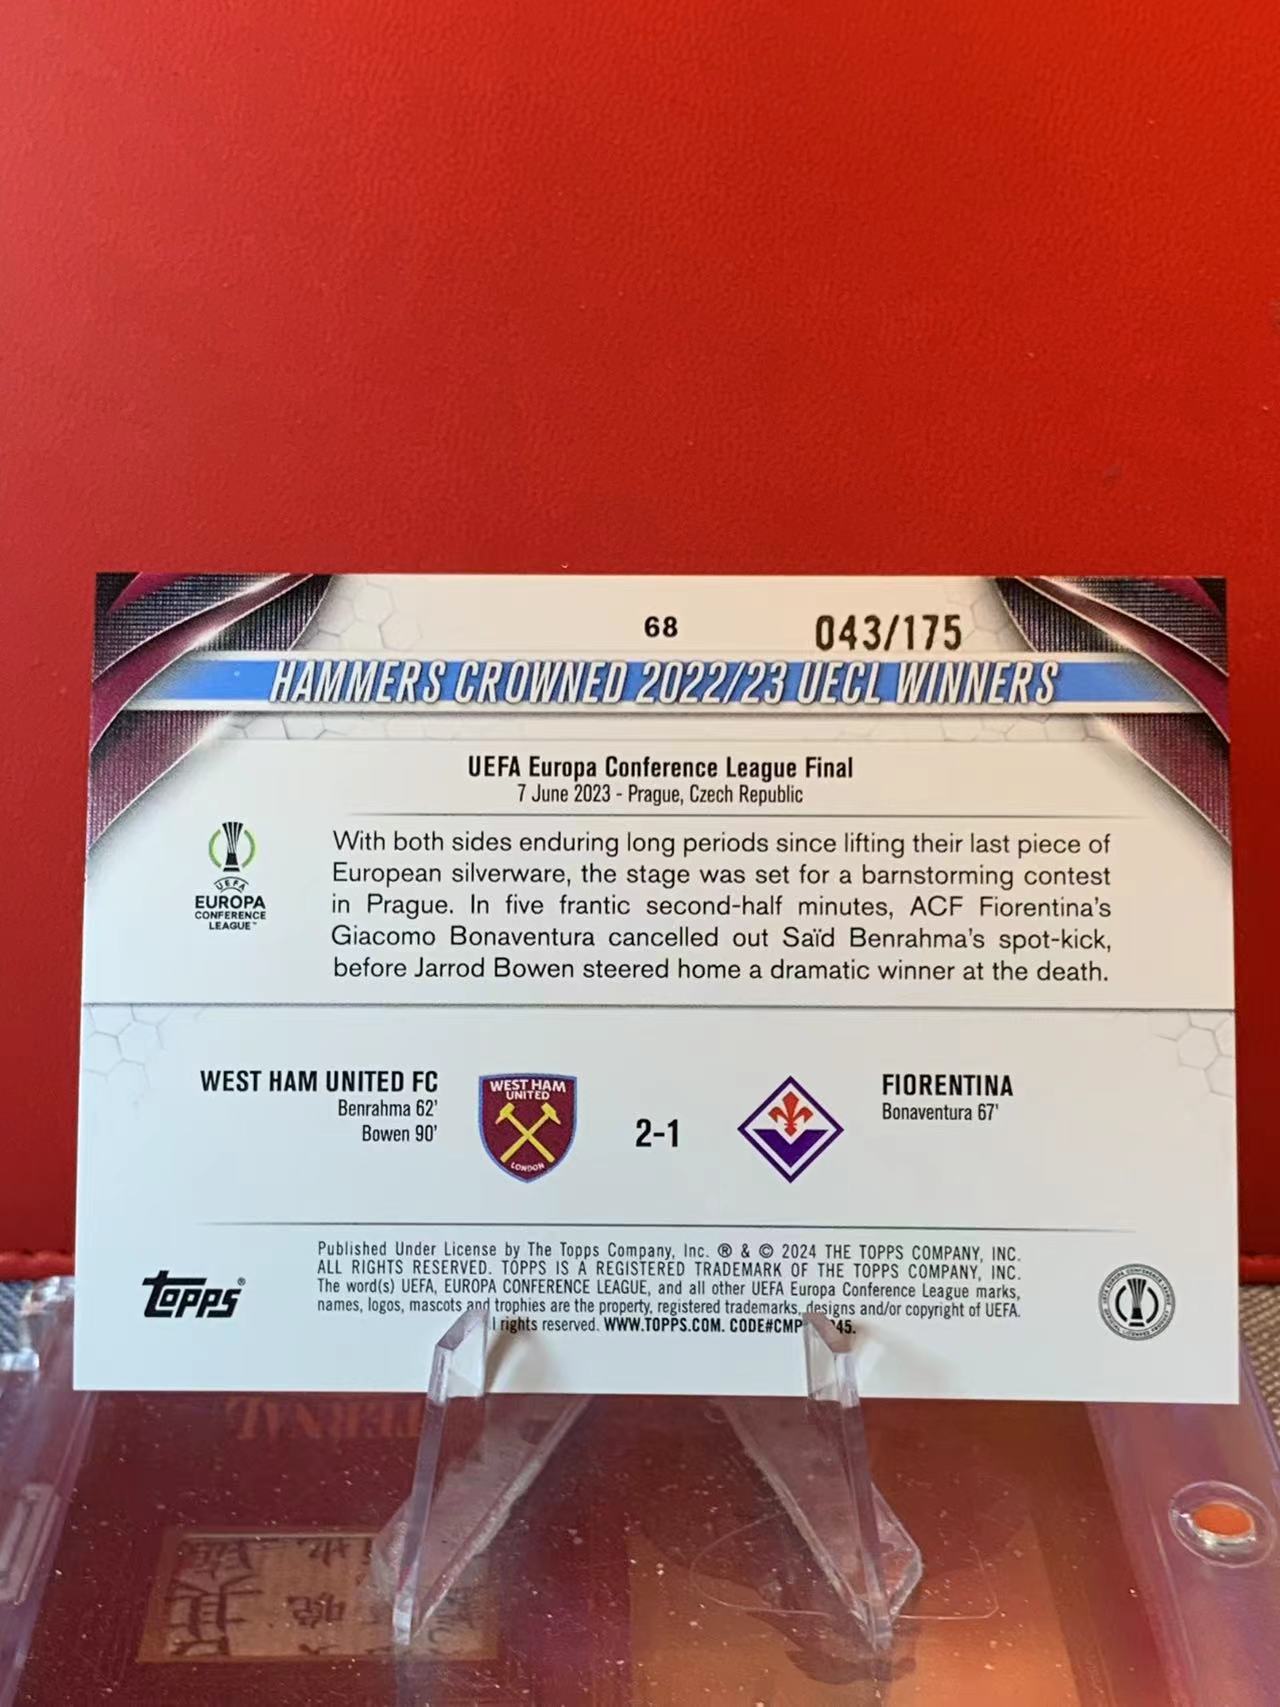 68
043/175
HAMMERS CROWNED 2022/23 UECL WINNERS
UEFA Europa Conference League Final
7 June 2023 - Prague, Czech Republic
UEFA
EUROPA
CONFERENCE
LEAGUE™
With both sides enduring long periods since lifting their last piece of
European silverware, the stage was set for a barnstorming contest
in Prague. In five frantic second-half minutes, ACF Fiorentina's
Giacomo Bonaventura cancelled out Saïd Benrahma's spot-kick,
before Jarrod Bowen steered home a dramatic winner at the death.
WEST HAM UNITED FC
Benrahma 62'
Bowen 90'
WEST HAM
UNITED
LONDON
2-1
FIORENTINA
Bonaventura 67'
topps®
Published Under License by The Topps Company, Inc. ® & © 2024 THE TOPPS COMPANY, INC.
ALL RIGHTS RESERVED. TOPPS IS A REGISTERED TRADEMARK OF THE TOPPS COMPANY, INC.
The word(s) UEFA, EUROPA CONFERENCE LEAGUE, and all other UEFA Europa Conference League marks,
names, logos, mascots and trophies are the property, registered trademarks, designs and/or copyright of UEFA.
l rights reserved. WWW.TOPPS.COM. CODE#CMP 45.